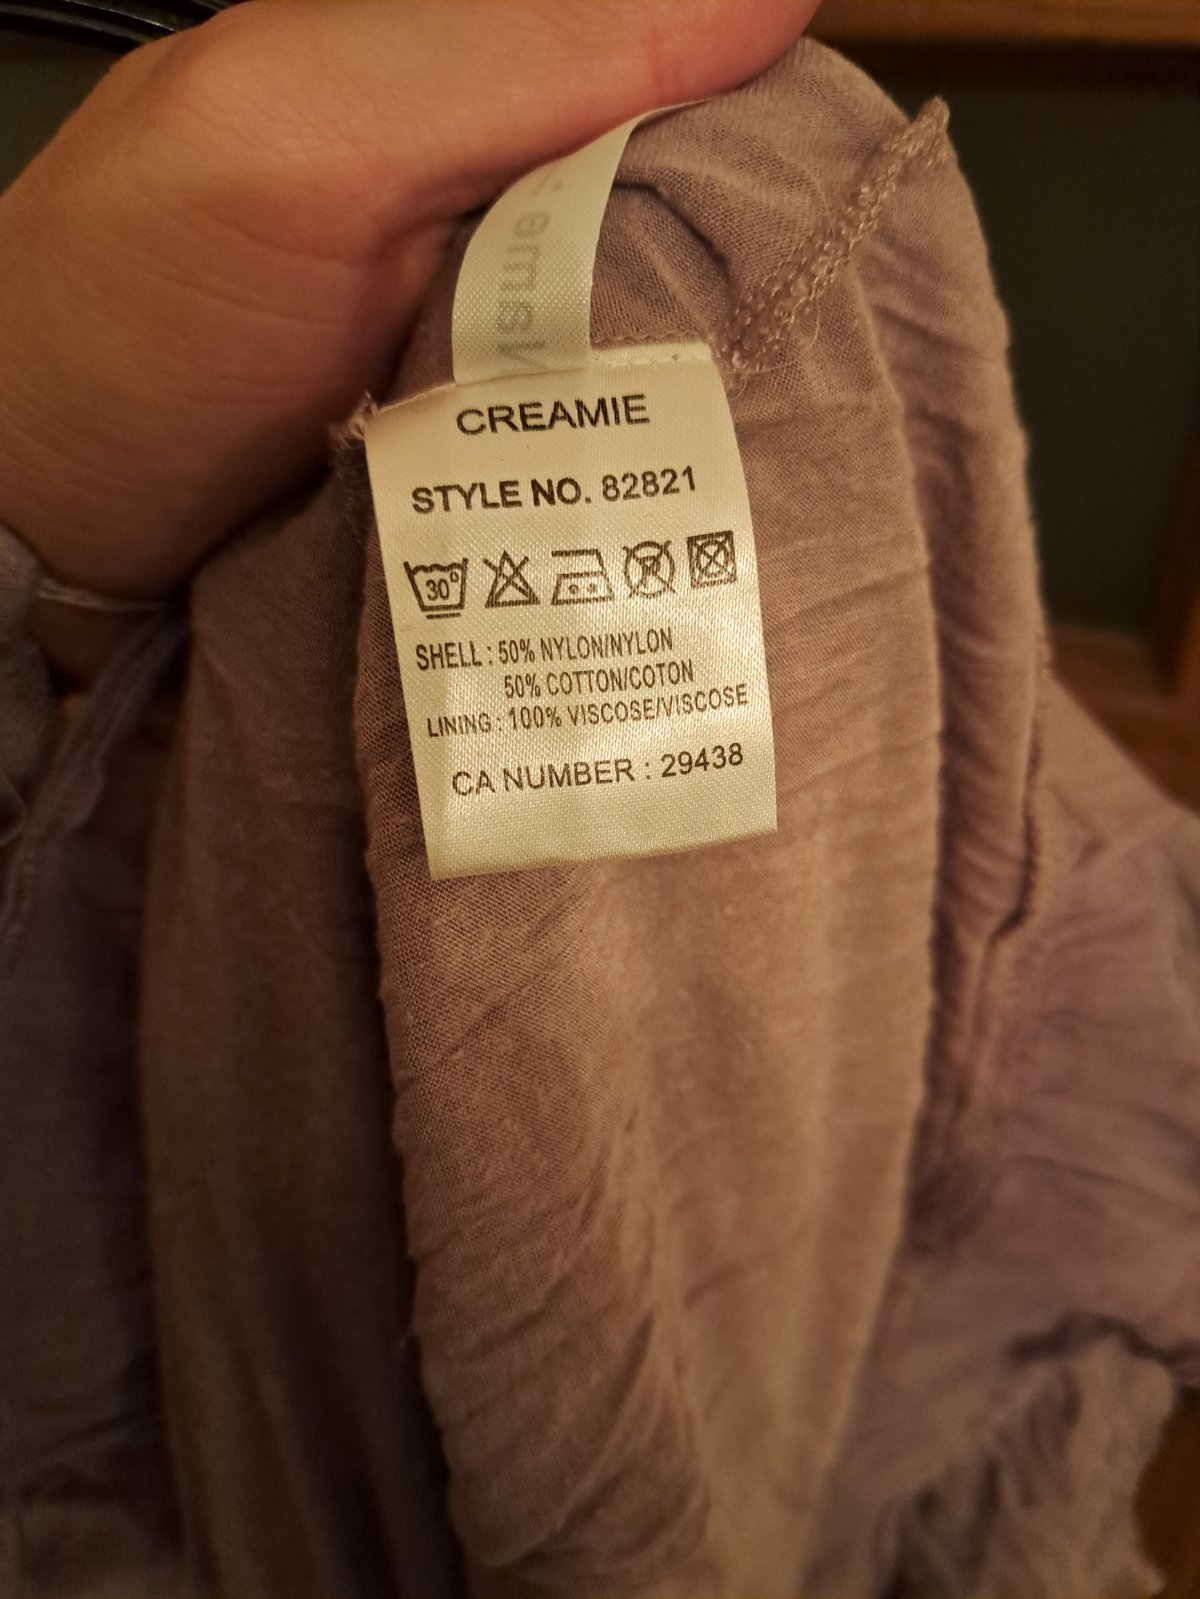 CREAMIE
STYLE NO. 82821
30°
SHELL : 50% NYLON/NYLON
50% COTTON/COTON
LINING : 100% VISCOSE/VISCOSE
CA NUMBER : 29438